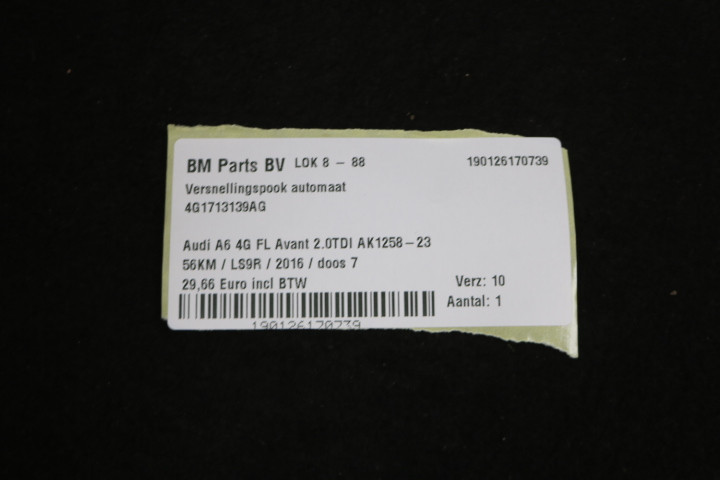 BM Parts BV LOK 8 - 88 190126170739
Versnellingspook automaat
4G1713139AG
Audi A6 4G FL Avant 2.0TDI AK1258-23
56KM / LS9R / 2016 / doos 7
29,66 Euro incl BTW Verz: 10
Aantal: 1
190126170739